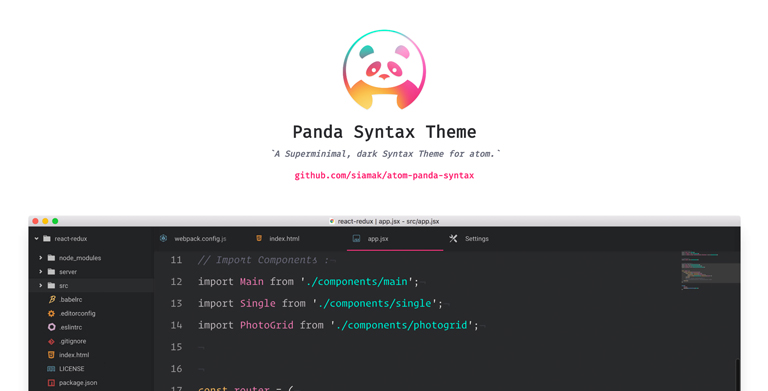 Panda Syntax Theme
`A Superminimal, dark Syntax Theme for atom.`
github.com/siamak/atom-panda-syntax
react-redux | app.jsx - src/app.jsx
react-redux
webpack.config.js
index.html
app.jsx
Settings
node_modules
server
src
.babelrc
.editorconfig
.eslintrc
.gitignore
index.html
LICENSE
package.json
11 // Import Components :
12 import Main from './components/main';
13 import Single from './components/single';
14 import PhotoGrid from './components/photogrid';
15
16
17 const router = (